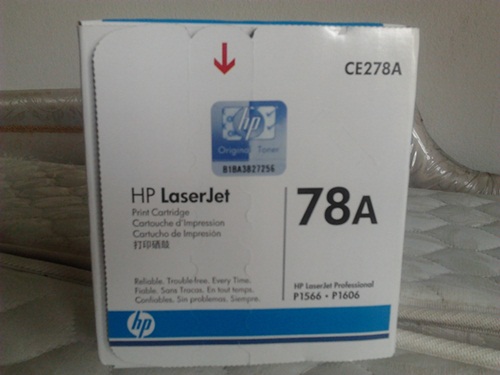 CE278A
hp
Original Toner
B1BA3827256
HP LaserJet
Print Cartridge
Cartouche d'Impression
Cartucho de Impresión
打印硒鼓
78A
Reliable. Trouble-free. Every Time.
Fiable. Sans Tracas. En tout temps.
Confiables. Sin problemas. Siempre.
HP LaserJet Professional
P1566 • P1606
hp